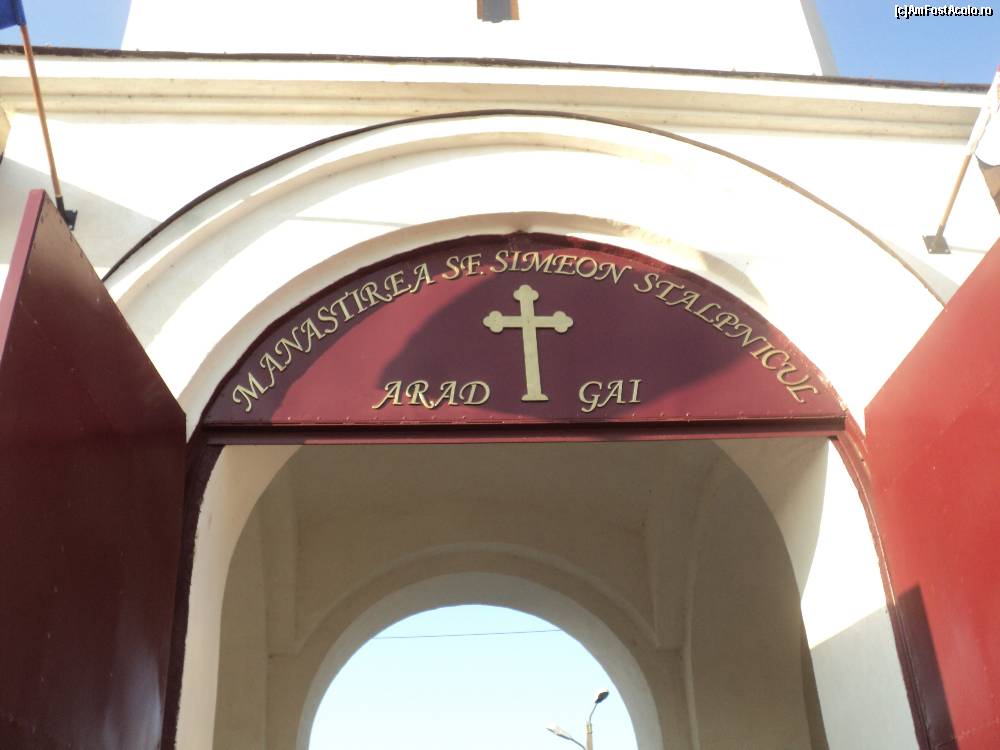 [c]AmFostAcolo.ro
MANASTIREA SF. SIMEON STALPNICUL
ARAD GAI